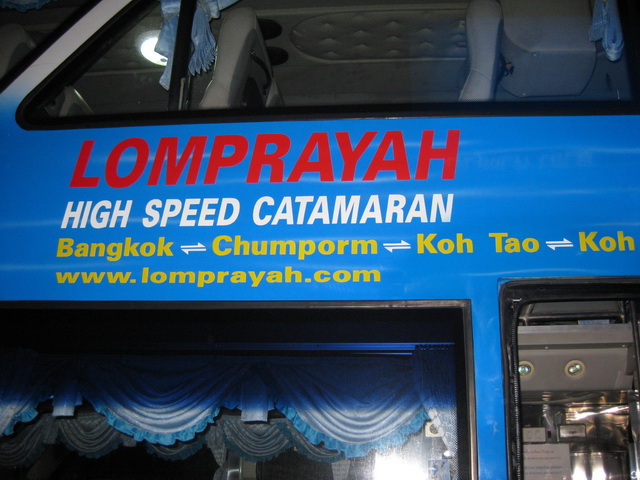 LOMPRAYAH
HIGH SPEED CATAMARAN
Bangkok ⇌ Chumporm ⇌ Koh Tao ⇌ Koh
www.lomprayah.com